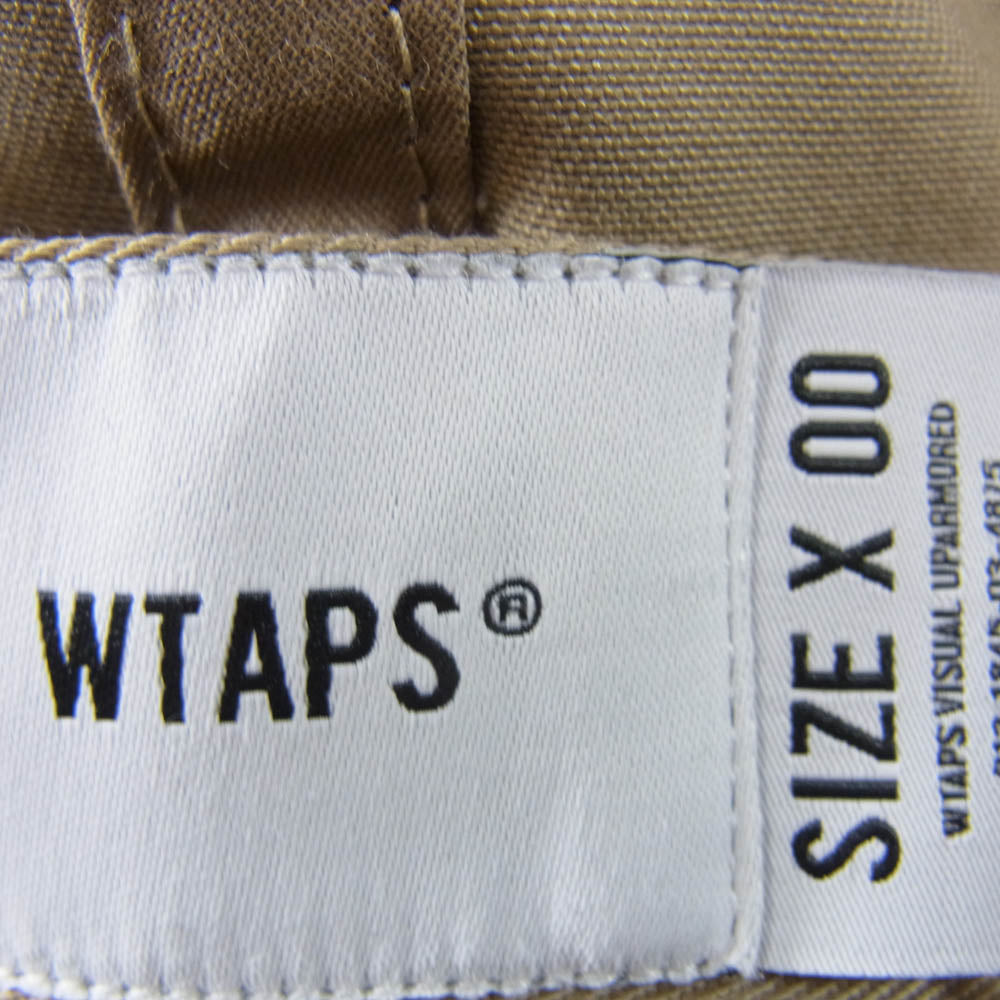 WTAPS®
SIZE X 00
WTAPS VISUAL UPARMORED